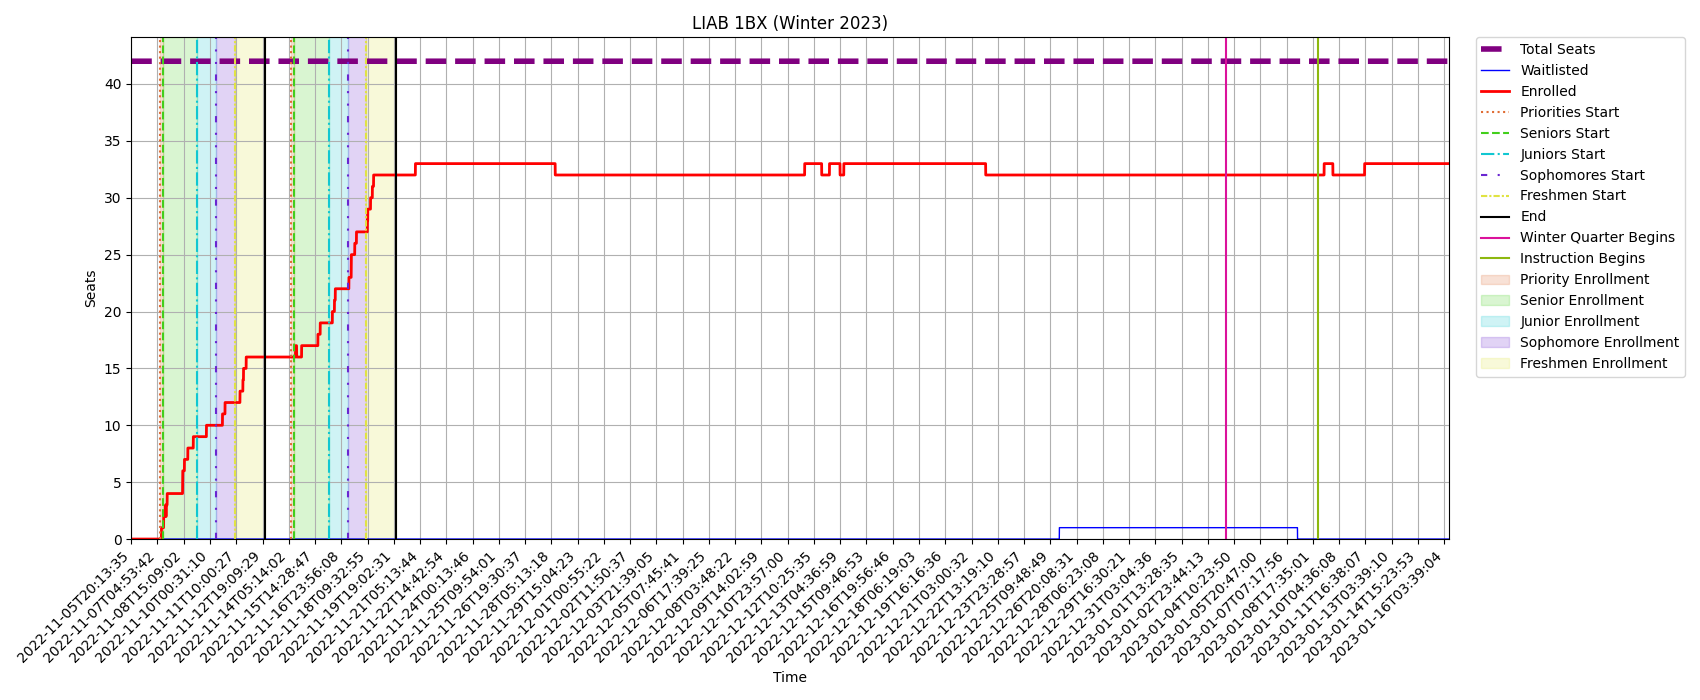 LIAB 1BX (Winter 2023)
Total Seats
Waitlisted
Enrolled
Priorities Start
Seniors Start
Juniors Start
Sophomores Start
Freshmen Start
End
Winter Quarter Begins
Instruction Begins
Priority Enrollment
Senior Enrollment
Junior Enrollment
Sophomore Enrollment
Freshmen Enrollment
Seats
40
35
30
25
20
15
10
5
0
2022-11-05T20:13:35
2022-11-07T04:53:42
2022-11-08T15:09:02
2022-11-10T00:31:10
2022-11-11T10:00:27
2022-11-12T19:09:29
2022-11-14T05:14:02
2022-11-15T14:28:47
2022-11-16T23:56:08
2022-11-18T09:32:55
2022-11-19T19:02:31
2022-11-21T05:13:44
2022-11-22T14:42:54
2022-11-24T00:13:46
2022-11-25T09:54:01
2022-11-26T19:30:37
2022-11-28T05:13:18
2022-11-29T15:04:23
2022-12-01T00:55:22
2022-12-02T11:50:37
2022-12-03T21:39:05
2022-12-05T07:45:41
2022-12-06T17:39:25
2022-12-08T03:48:22
2022-12-09T14:02:59
2022-12-10T23:57:00
2022-12-12T10:25:35
2022-12-13T04:36:59
2022-12-15T09:46:53
2022-12-16T19:56:46
2022-12-18T06:19:03
2022-12-19T16:16:36
2022-12-21T03:00:32
2022-12-22T13:19:10
2022-12-23T23:28:57
2022-12-25T09:48:49
2022-12-26T20:08:31
2022-12-28T06:23:08
2022-12-29T16:30:21
2022-12-31T03:04:36
2023-01-01T13:28:35
2023-01-02T23:44:13
2023-01-04T10:23:50
2023-01-05T20:47:00
2023-01-07T07:17:56
2023-01-08T17:35:01
2023-01-10T04:36:08
2023-01-11T16:38:07
2023-01-13T03:39:10
2023-01-14T15:23:53
2023-01-16T03:39:04
Time